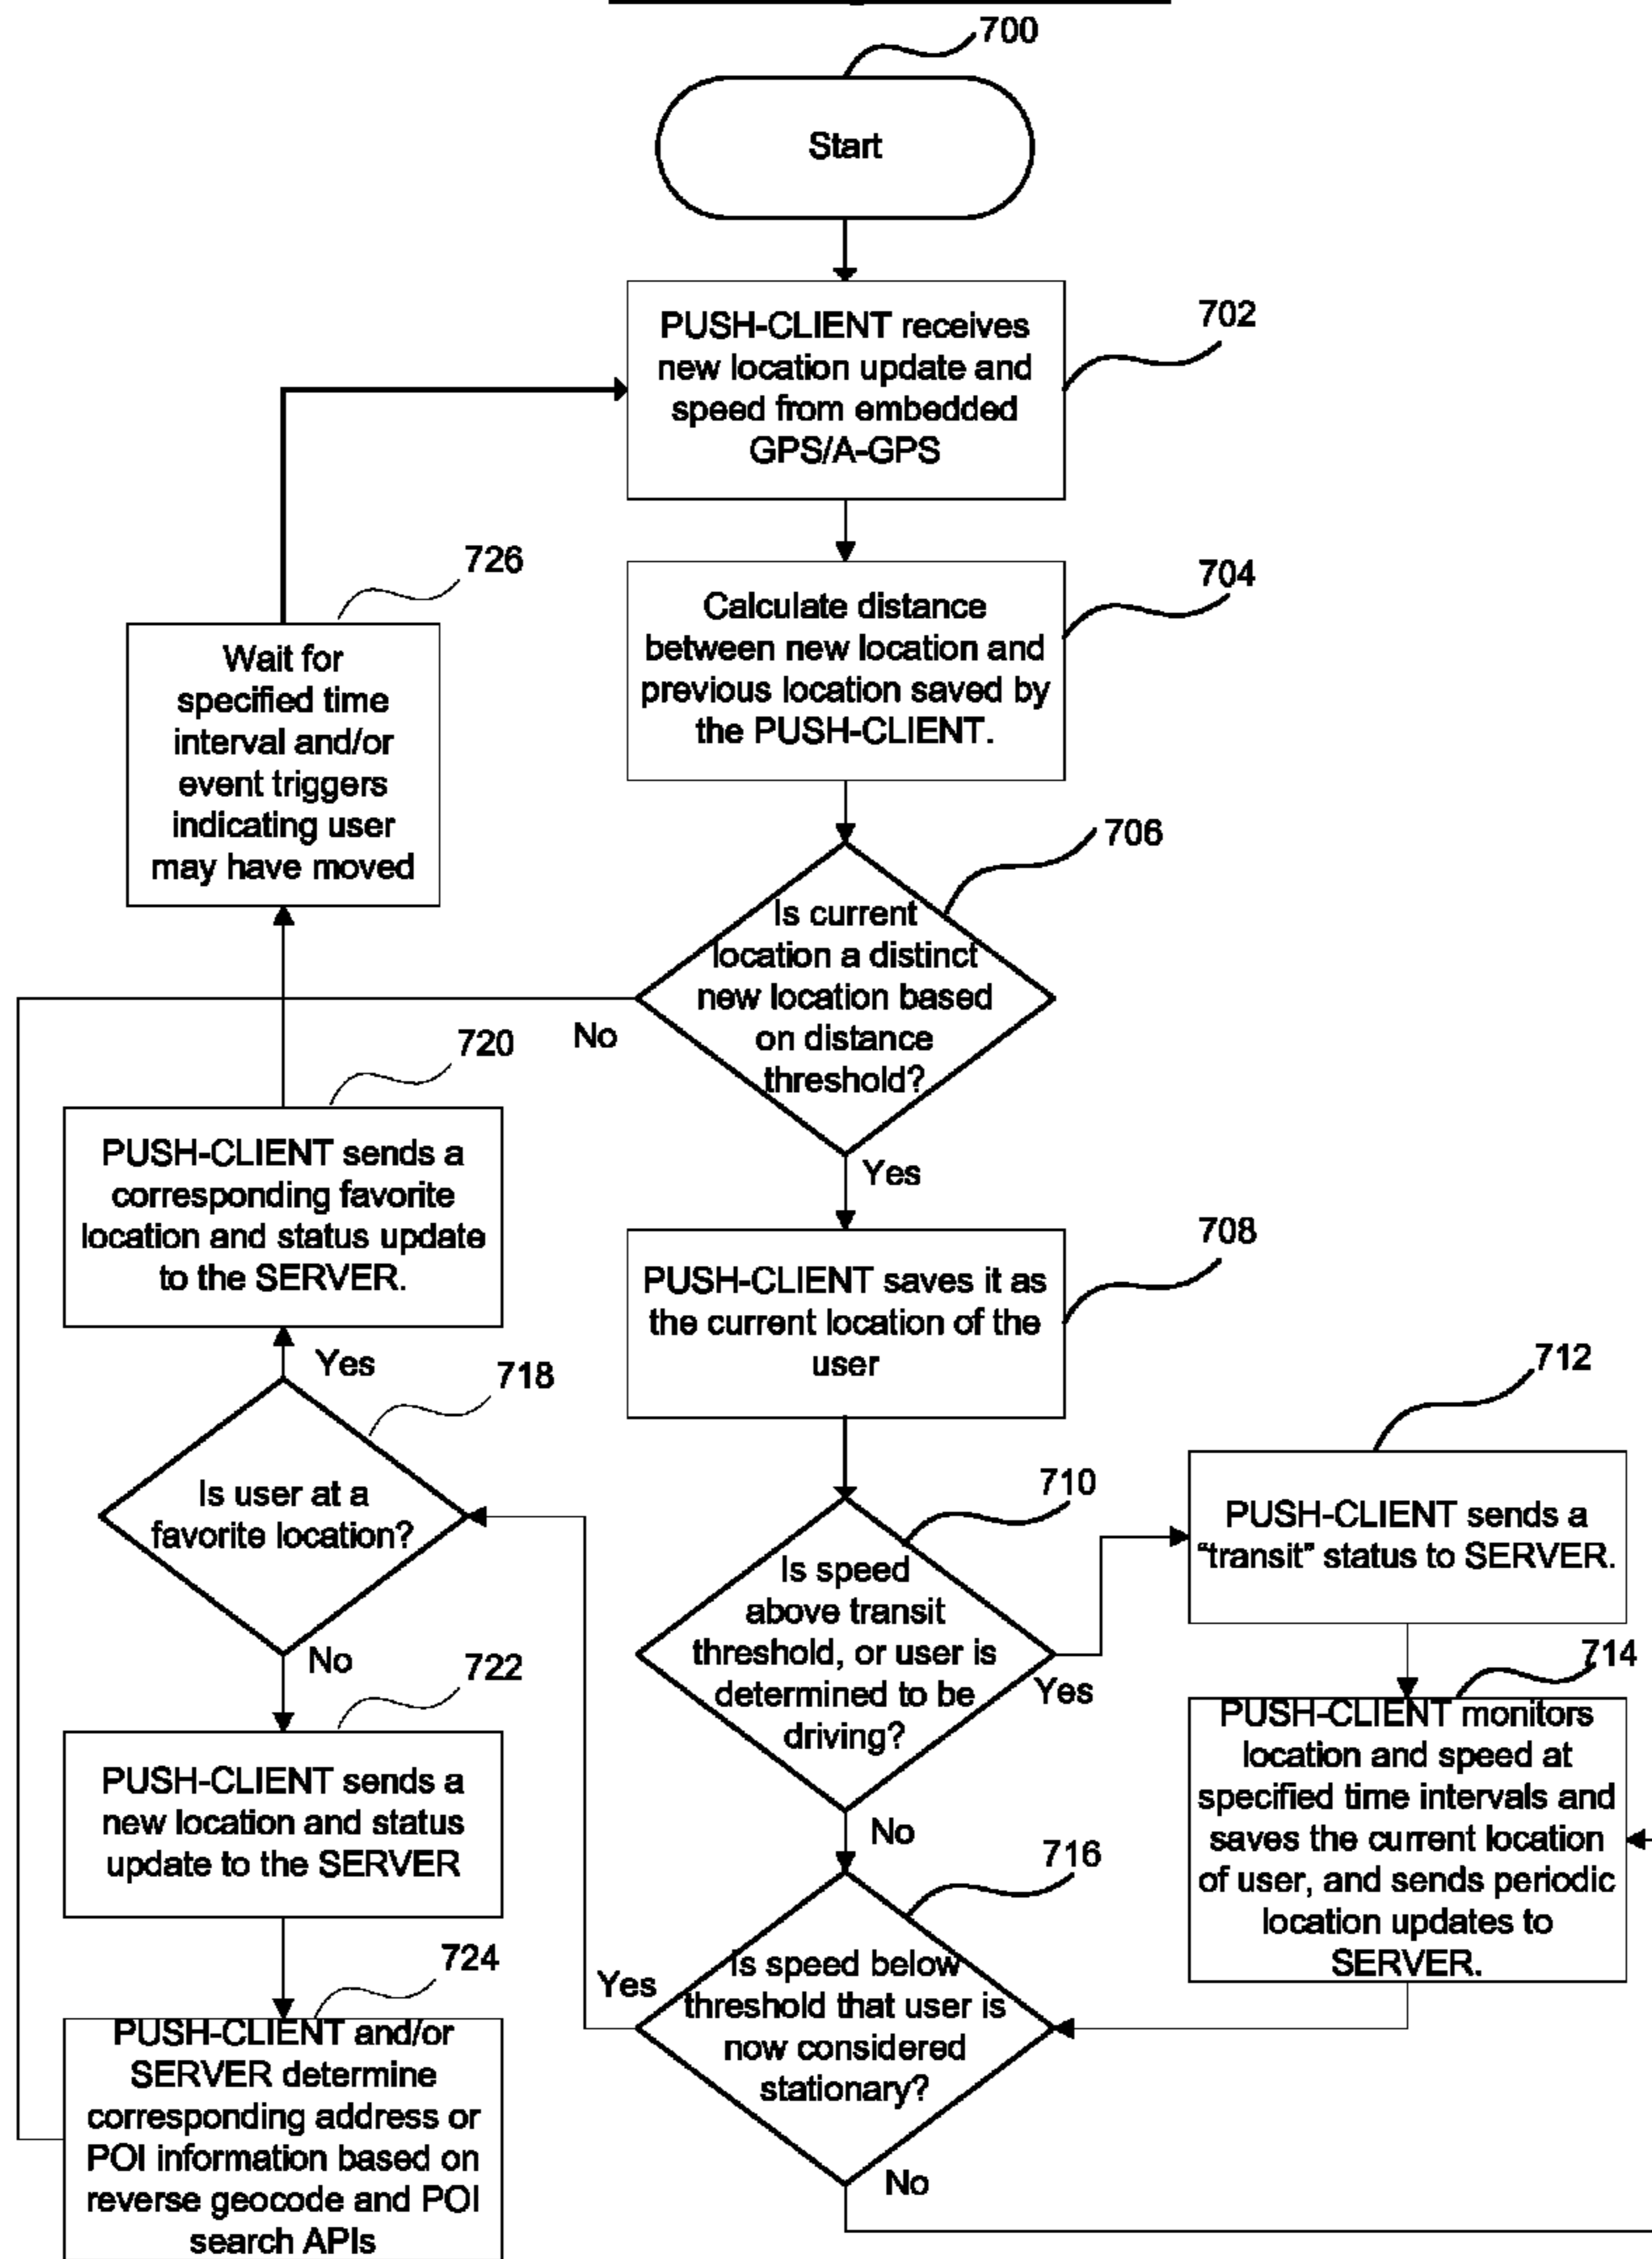 700
Start
PUSH-CLIENT receives
new location update and
speed from embedded
GPS/A-GPS
702
Calculate distance
between new location and
previous location saved by
the PUSH-CLIENT.
704
726
Wait for
specified time
interval and/or
event triggers
indicating user
may have moved
706
Is current
location a distinct
new location based
on distance
threshold?
No
Yes
720
PUSH-CLIENT sends a
corresponding favorite
location and status update
to the SERVER.
708
PUSH-CLIENT saves it as
the current location of the
user
Yes
718
Is user at a
favorite location?
No
712
PUSH-CLIENT sends a
“transit” status to SERVER.
710
Is speed
above transit
threshold, or user is
determined to be
driving?
Yes
No
714
PUSH-CLIENT monitors
location and speed at
specified time intervals and
saves the current location
of user, and sends periodic
location updates to
SERVER.
722
PUSH-CLIENT sends a
new location and status
update to the SERVER
716
Is speed below
threshold that user is
now considered
stationary?
Yes
No
724
PUSH-CLIENT and/or
SERVER determine
corresponding address or
POI information based on
reverse geocode and POI
search APIs